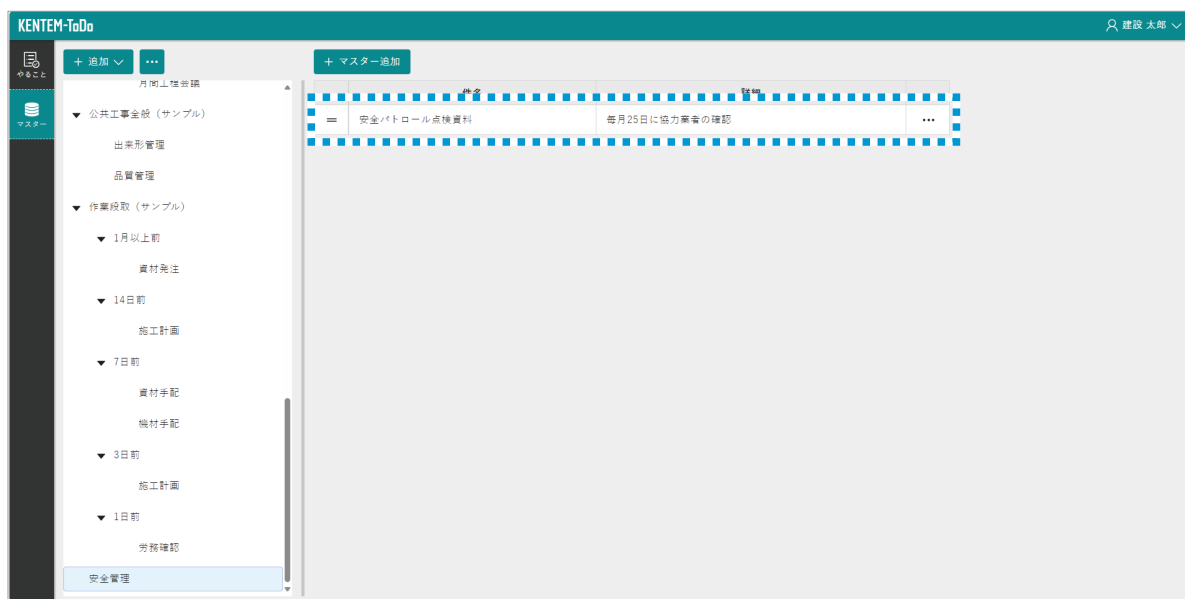 KENTEM-ToDo
建設 太郎
やること
マスター
+ 追加
...
+ マスター追加
月間工程会議
公共工事全般（サンプル）
出来形管理
品質管理
作業段取（サンプル）
1月以上前
資材発注
14日前
施工計画
7日前
資材手配
機材手配
3日前
施工計画
1日前
労務確認
安全管理
件名
詳細
安全パトロール点検資料
毎月25日に協力業者の確認
...